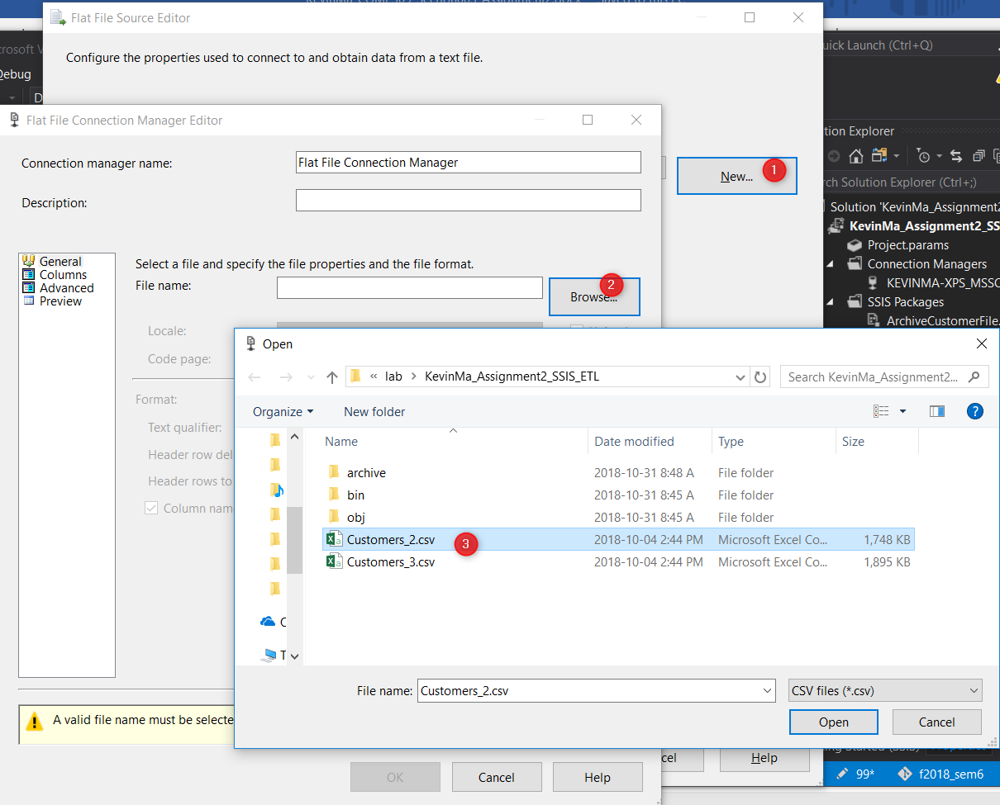 Flat File Source Editor
Configure the properties used to connect to and obtain data from a text file.
Quick Launch (Ctrl+Q)
Debug
Flat File Connection Manager Editor
Connection manager name:
Flat File Connection Manager
New...
1
Description:
General
Columns
Advanced
Preview
Select a file and specify the file properties and the file format.
File name:
Browse...
2
Locale:
Code page:
Format:
Text qualifier:
Header row del
Header rows to
Column nam
A valid file name must be selecte
OK
Cancel
Help
cel
Help
tion Explorer
rch Solution Explorer (Ctrl+;)
Solution 'KevinMa_Assignment2
KevinMa_Assignment2_SSI
Project.params
Connection Managers
KEVINMA-XPS_MSSQ
SSIS Packages
ArchiveCustomerFile.
Open
« lab > KevinMa_Assignment2_SSIS_ETL
Search KevinMa_Assignment2...
Organize
New folder
Name
Date modified
Type
Size
archive
2018-10-31 8:48 A
File folder
bin
2018-10-31 8:45 A
File folder
obj
2018-10-31 8:45 A
File folder
Customers_2.csv
3
2018-10-04 2:44 PM
Microsoft Excel Co...
1,748 KB
Customers_3.csv
2018-10-04 2:44 PM
Microsoft Excel Co...
1,895 KB
File name:
Customers_2.csv
CSV files (*.csv)
Open
Cancel
99*
f2018_sem6